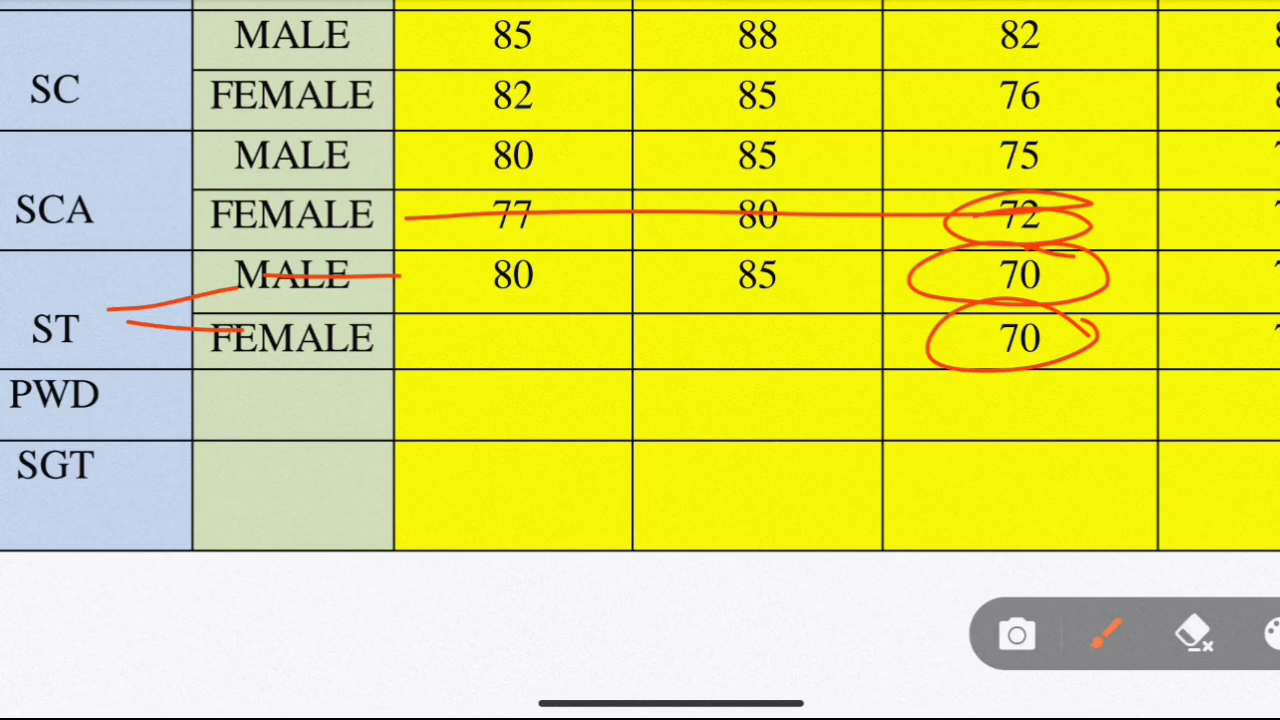 SC MALE 85 88 82
FEMALE 82 85 76
SCA MALE 80 85 75
FEMALE 77 80 72
ST MALE 80 85 70
FEMALE 70
PWD
SGT